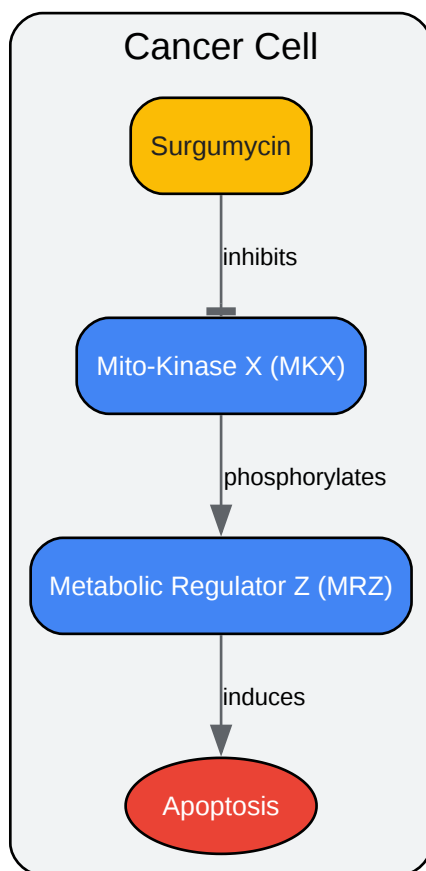 Cancer Cell
Surgumycin
inhibits
Mito-Kinase X (MKX)
phosphorylates
Metabolic Regulator Z (MRZ)
induces
Apoptosis